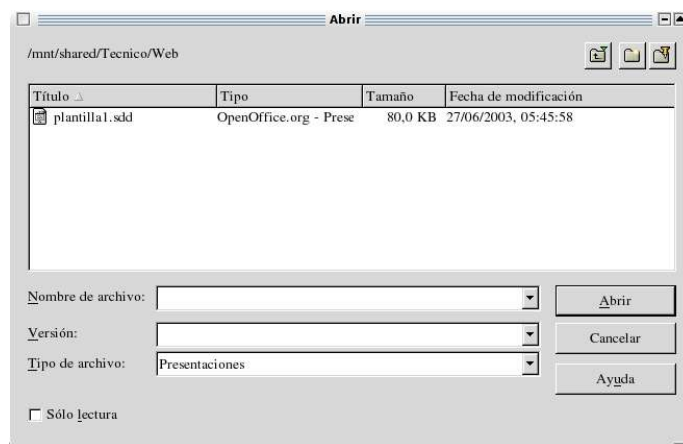 Abrir
/mnt/shared/Tecnico/Web
Título Tipo Tamaño Fecha de modificación
plantilla1.sdd OpenOffice.org - Prese 80,0 KB 27/06/2003, 05:45:58
Nombre de archivo: Abrir
Versión: Cancelar
Tipo de archivo: Presentaciones
Ayuda
Sólo lectura